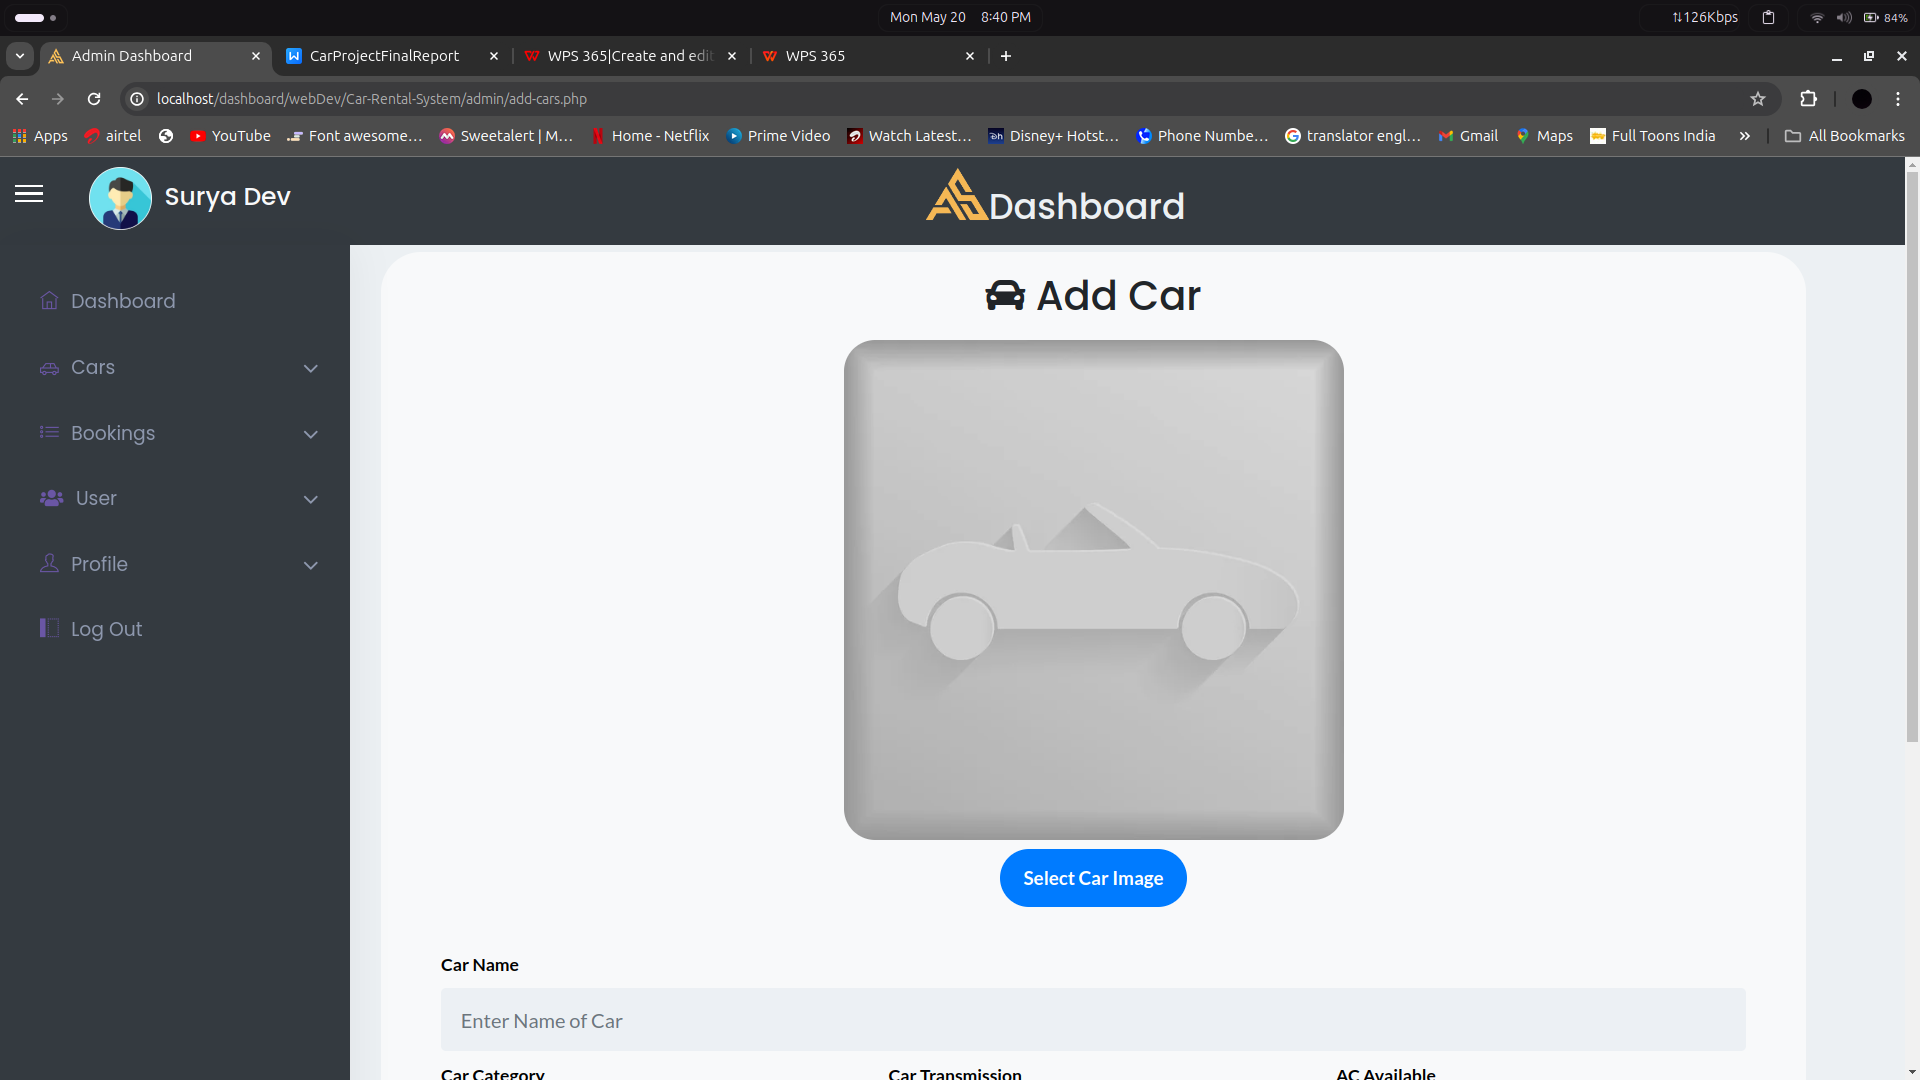 Mon May 20 8:40 PM
126Kbps
84%
Admin Dashboard
CarProjectFinalReport
WPS 365|Create and edit
WPS 365
localhost/dashboard/webDev/Car-Rental-System/admin/add-cars.php
Apps
airtel
YouTube
Font awesome...
Sweetalert | M...
Home - Netflix
Prime Video
Watch Latest...
Disney+ Hotst...
Phone Numbe...
translator engl...
Gmail
Maps
Full Toons India
All Bookmarks
Surya Dev
Dashboard
Dashboard
Cars
Bookings
User
Profile
Log Out
Add Car
Select Car Image
Car Name
Enter Name of Car
Car Category
Car Transmission
AC Available